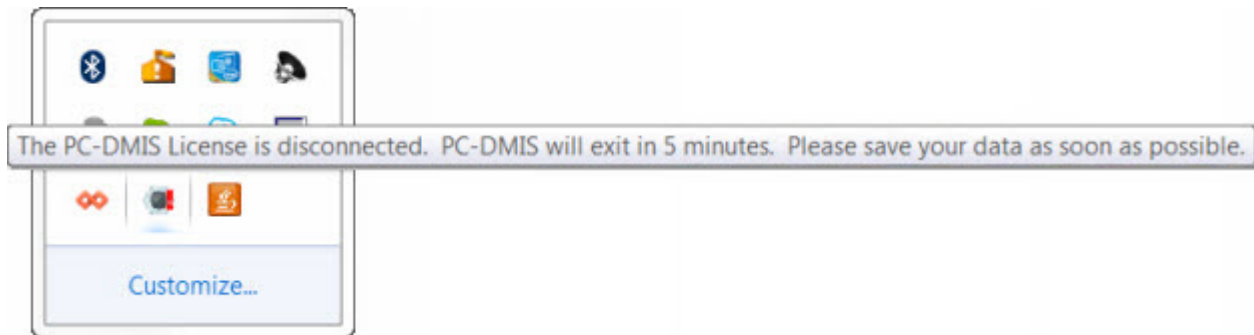 The PC-DMIS License is disconnected.  PC-DMIS will exit in 5 minutes.  Please save your data as soon as possible.
Customize...